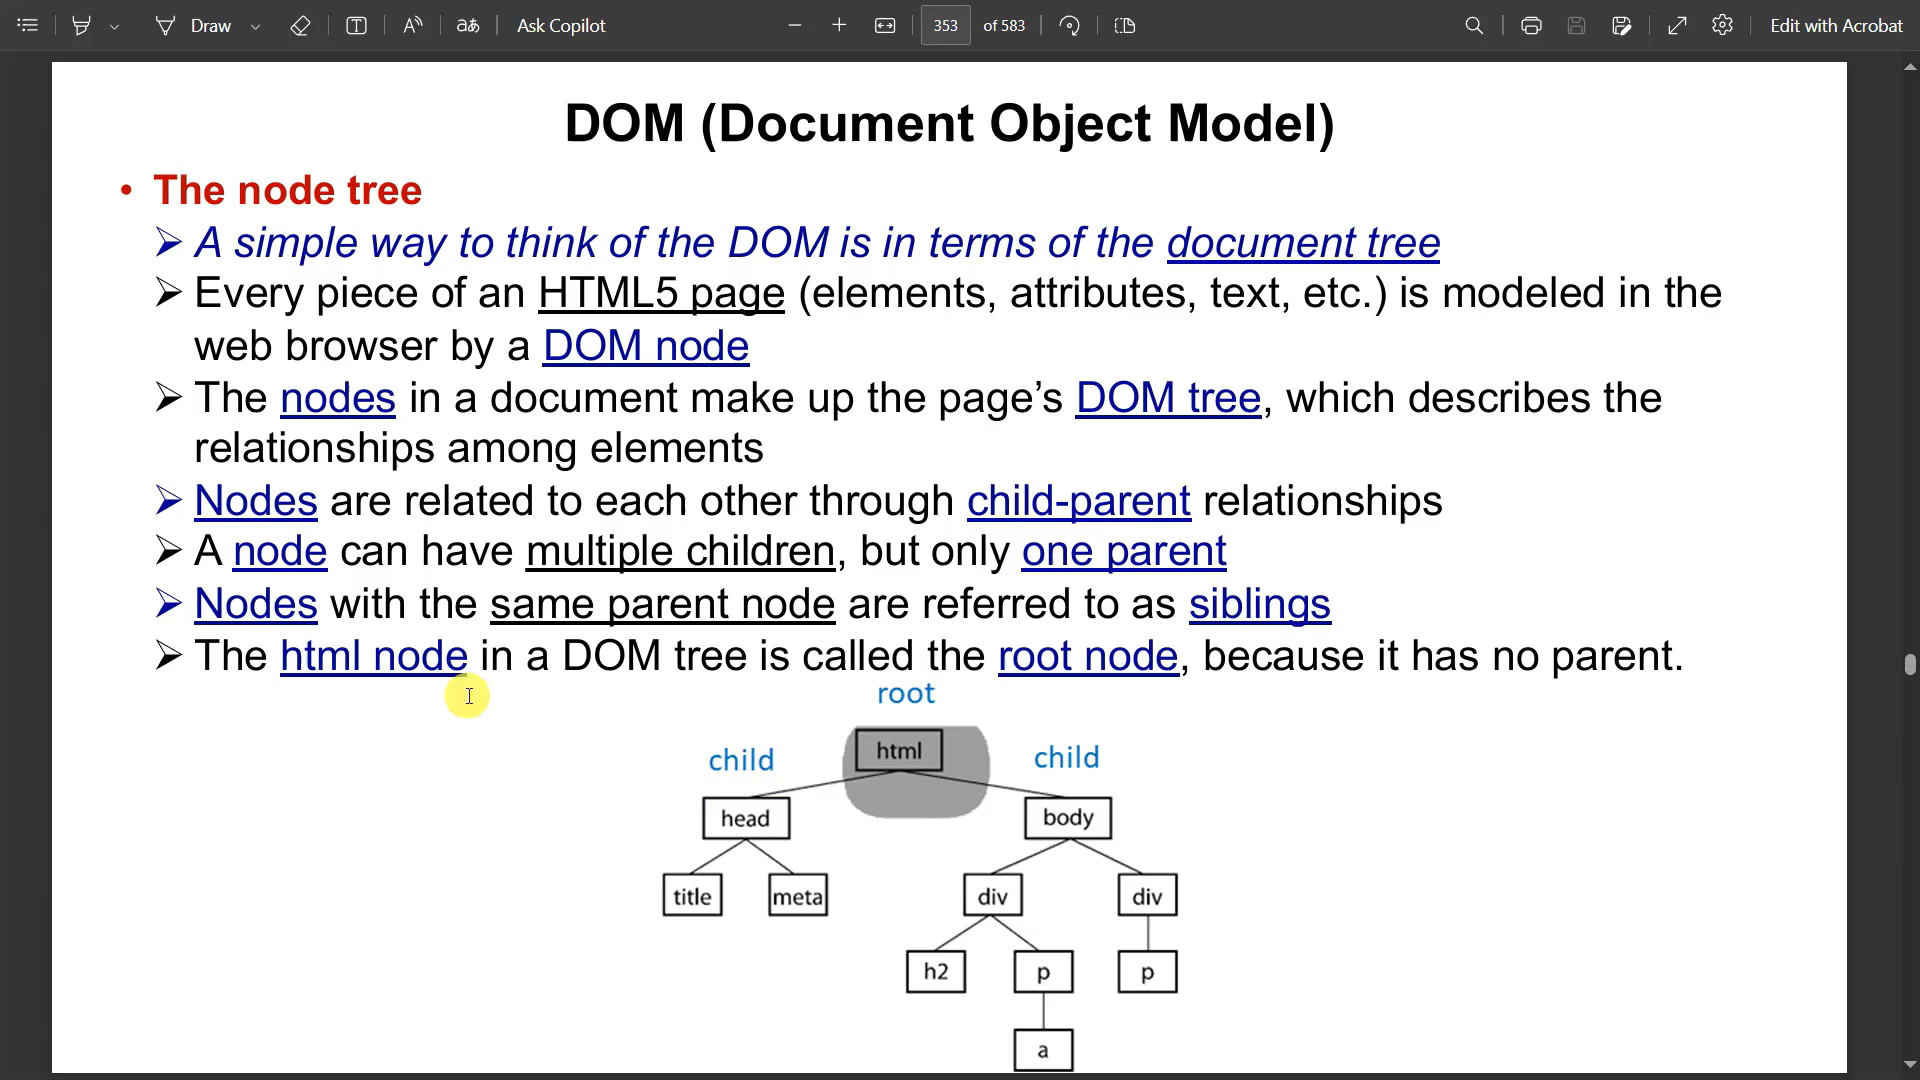 Draw
Ask Copilot
353 of 583
Edit with Acrobat
DOM (Document Object Model)
• The node tree
➢ A simple way to think of the DOM is in terms of the document tree
➢ Every piece of an HTML5 page (elements, attributes, text, etc.) is modeled in the
web browser by a DOM node
➢ The nodes in a document make up the page’s DOM tree, which describes the
relationships among elements
➢ Nodes are related to each other through child-parent relationships
➢ A node can have multiple children, but only one parent
➢ Nodes with the same parent node are referred to as siblings
➢ The html node in a DOM tree is called the root node, because it has no parent.
root
html
child
child
head
body
title
meta
div
div
h2
p
p
a